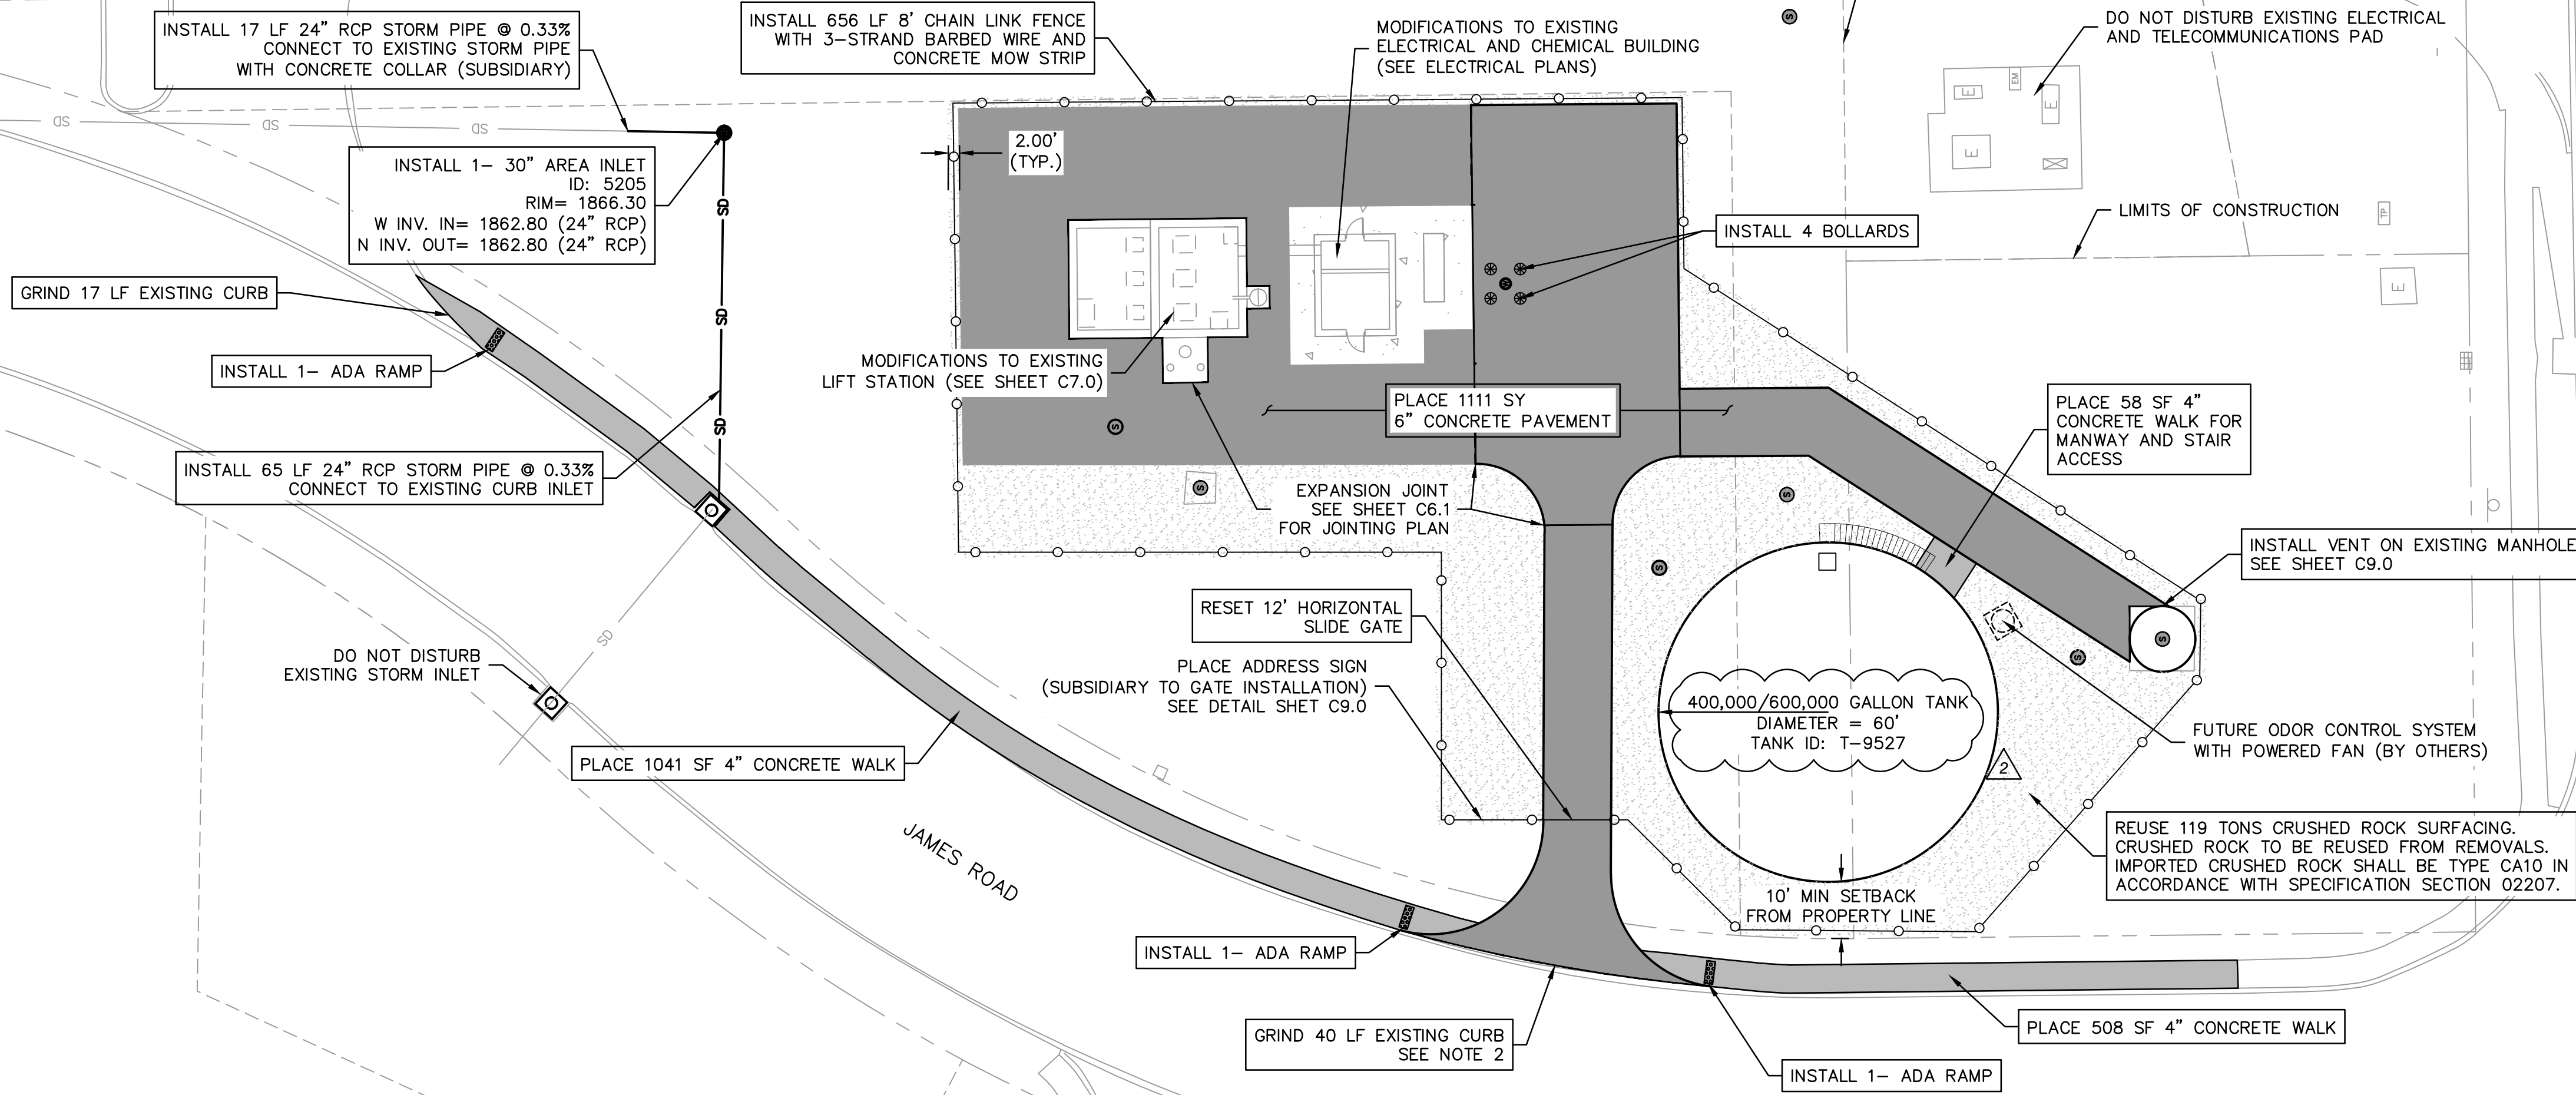 INSTALL 17 LF 24” RCP STORM PIPE @ 0.33%
CONNECT TO EXISTING STORM PIPE
WITH CONCRETE COLLAR (SUBSIDIARY)
INSTALL 656 LF 8’ CHAIN LINK FENCE
WITH 3-STRAND BARBED WIRE AND
CONCRETE MOW STRIP
MODIFICATIONS TO EXISTING
ELECTRICAL AND CHEMICAL BUILDING
(SEE ELECTRICAL PLANS)
S
DO NOT DISTURB EXISTING ELECTRICAL
AND TELECOMMUNICATIONS PAD
E
EM
E
E
SD
SD
SD
2.00’
(TYP.)
INSTALL 1- 30” AREA INLET
ID: 5205
RIM= 1866.30
W INV. IN= 1862.80 (24” RCP)
N INV. OUT= 1862.80 (24” RCP)
SD
SD
SD
LIMITS OF CONSTRUCTION
TP
E
INSTALL 4 BOLLARDS
W
GRIND 17 LF EXISTING CURB
INSTALL 1- ADA RAMP
MODIFICATIONS TO EXISTING
LIFT STATION (SEE SHEET C7.0)
S
PLACE 1111 SY
6” CONCRETE PAVEMENT
PLACE 58 SF 4”
CONCRETE WALK FOR
MANWAY AND STAIR
ACCESS
INSTALL 65 LF 24” RCP STORM PIPE @ 0.33%
CONNECT TO EXISTING CURB INLET
S
EXPANSION JOINT
SEE SHEET C6.1
FOR JOINTING PLAN
S
S
INSTALL VENT ON EXISTING MANHOLE
SEE SHEET C9.0
RESET 12’ HORIZONTAL
SLIDE GATE
SD
DO NOT DISTURB
EXISTING STORM INLET
PLACE ADDRESS SIGN
(SUBSIDIARY TO GATE INSTALLATION)
SEE DETAIL SHET C9.0
S
S
400,000/600,000 GALLON TANK
DIAMETER = 60’
TANK ID: T-9527
2
FUTURE ODOR CONTROL SYSTEM
WITH POWERED FAN (BY OTHERS)
PLACE 1041 SF 4” CONCRETE WALK
JAMES ROAD
REUSE 119 TONS CRUSHED ROCK SURFACING.
CRUSHED ROCK TO BE REUSED FROM REMOVALS.
IMPORTED CRUSHED ROCK SHALL BE TYPE CA10 IN
ACCORDANCE WITH SPECIFICATION SECTION 02207.
10’ MIN SETBACK
FROM PROPERTY LINE
INSTALL 1- ADA RAMP
GRIND 40 LF EXISTING CURB
SEE NOTE 2
PLACE 508 SF 4” CONCRETE WALK
INSTALL 1- ADA RAMP